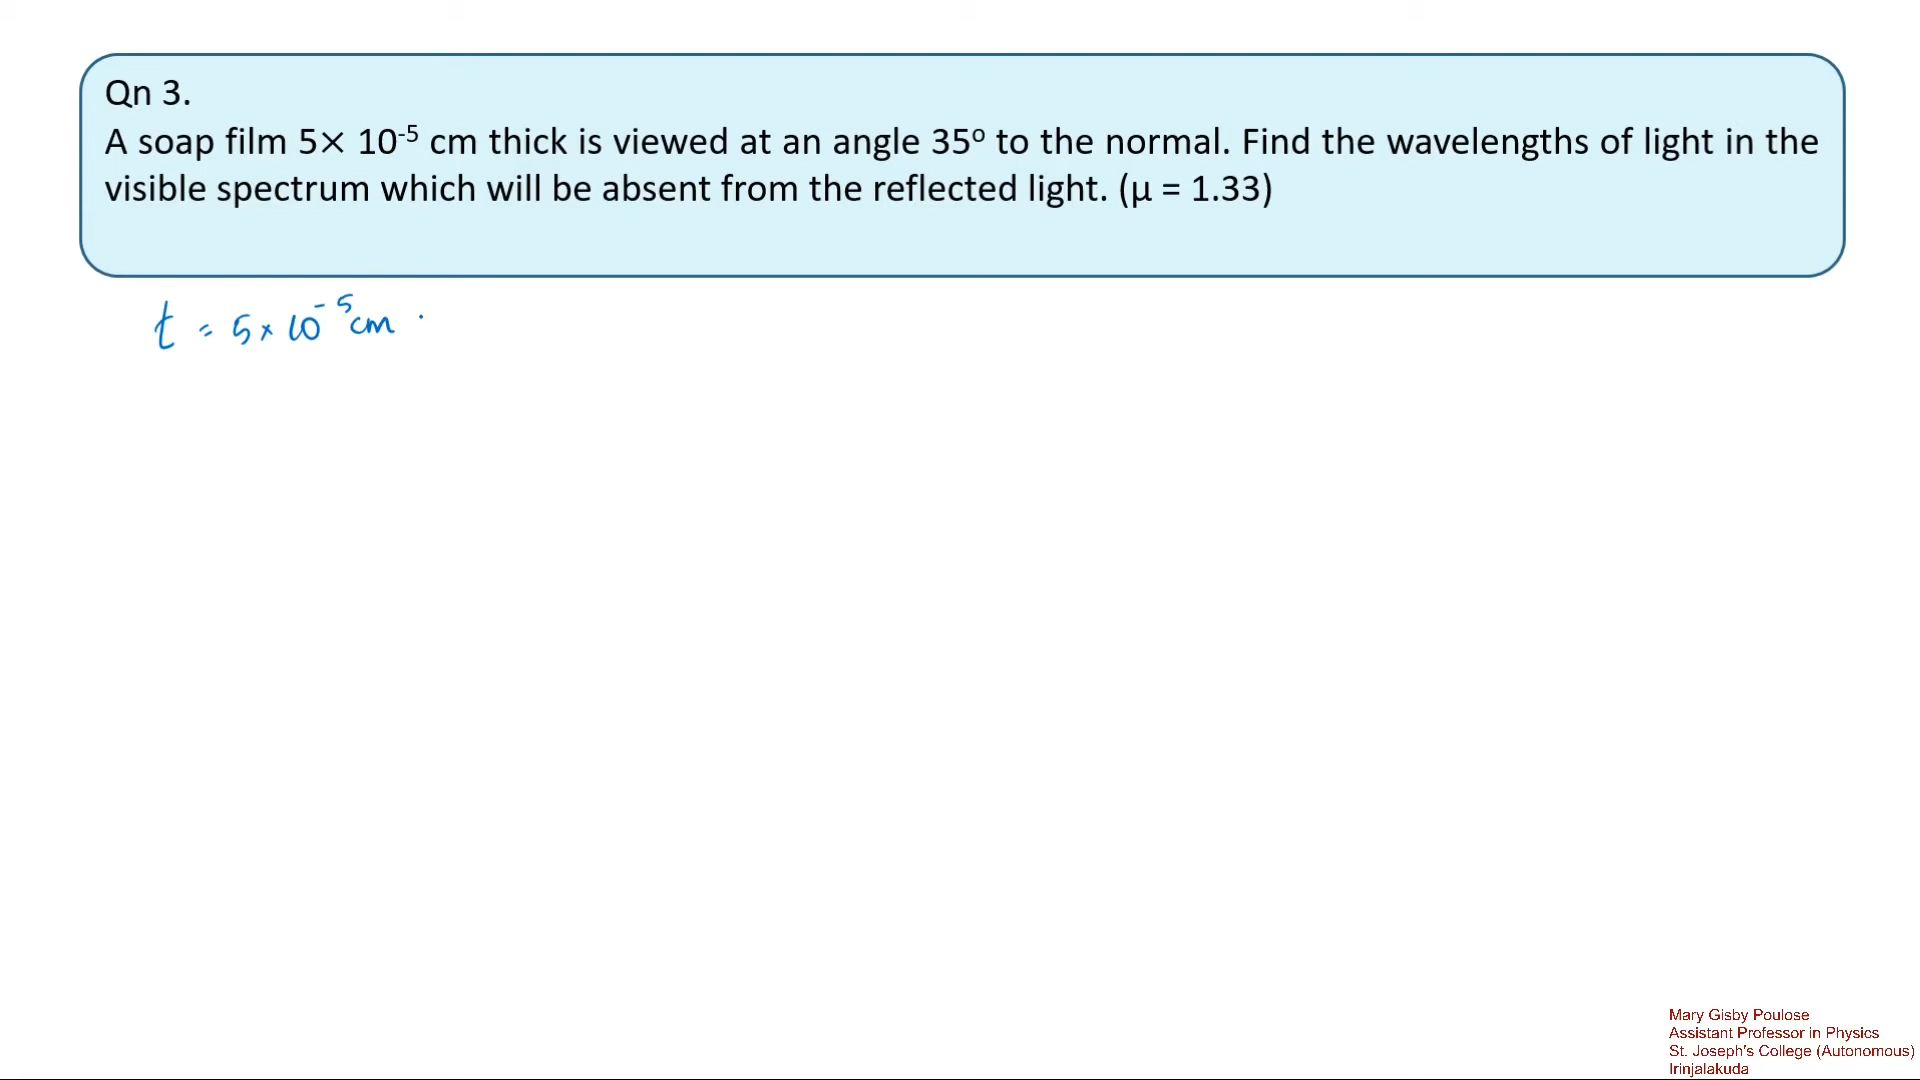 Qn 3.
A soap film 5× 10⁻⁵ cm thick is viewed at an angle 35º to the normal. Find the wavelengths of light in the
visible spectrum which will be absent from the reflected light. (µ = 1.33)
t = 5 × 10⁻⁵ cm .
Mary Gisby Poulose
Assistant Professor in Physics
St. Joseph's College (Autonomous)
Irinjalakuda